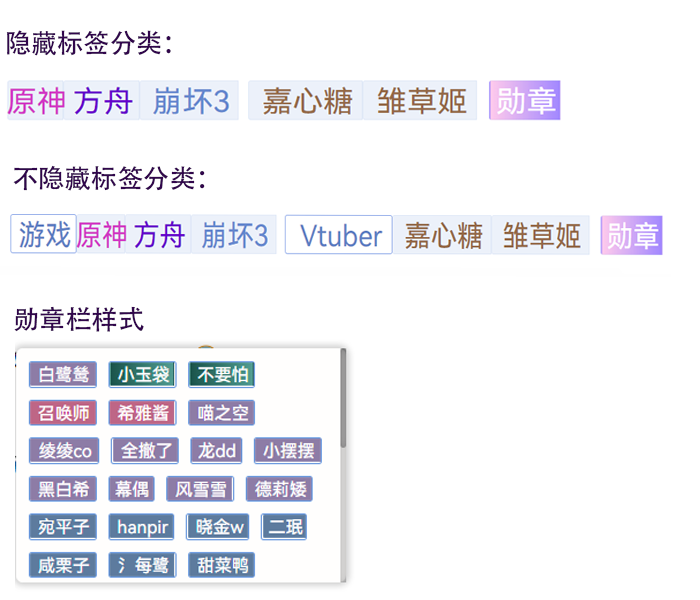 隐藏标签分类：
原神 方舟 崩坏3 嘉心糖 雏草姬 勋章
不隐藏标签分类：
游戏 原神 方舟 崩坏3 Vtuber 嘉心糖 雏草姬 勋章
勋章栏样式
白鹭鸶 小玉袋 不要怕
召唤师 希雅酱 喵之空
绫绫co 全撤了 龙dd 小摆摆
黑白希 幕偶 风雪雪 德莉矮
宛平子 hanpir 晓金w 二珉
咸栗子 氵每鹭 甜菜鸭